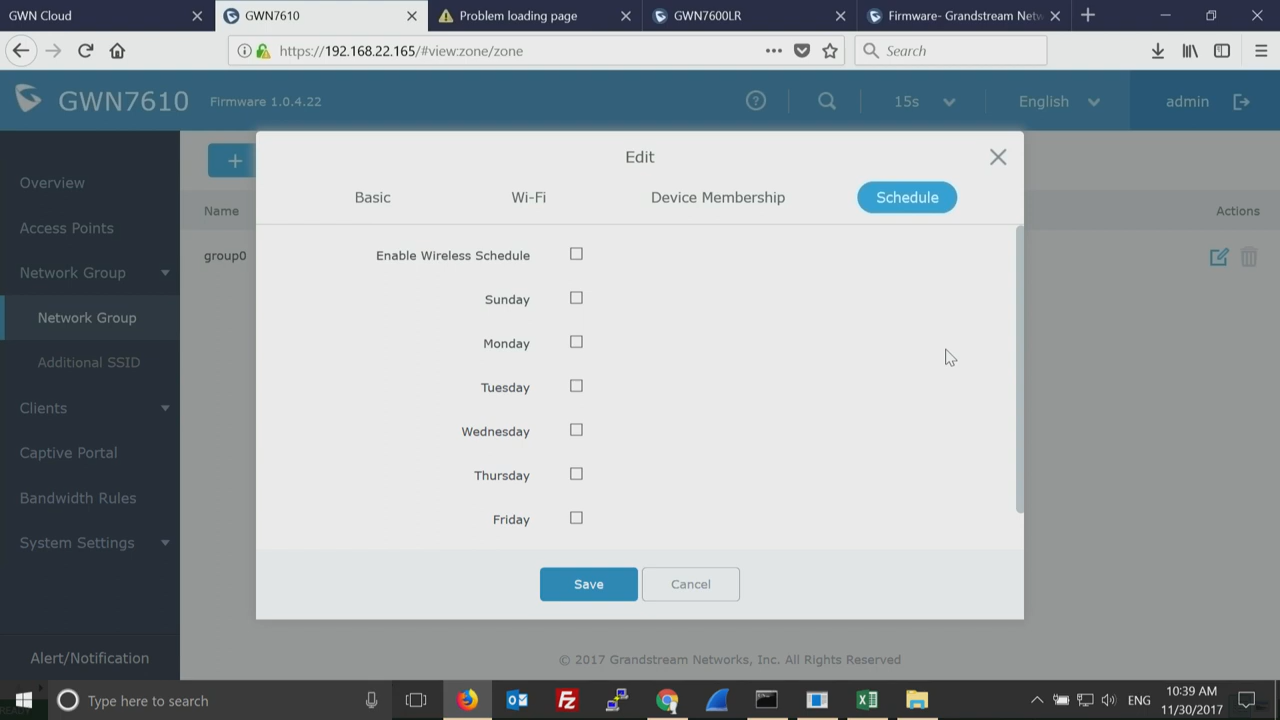 GWN Cloud
GWN7610
Problem loading page
GWN7600LR
Firmware- Grandstream Netw
https://192.168.22.165/#view:zone/zone
Search
GWN7610
Firmware 1.0.4.22
15s
English
admin
Edit
Basic
Wi-Fi
Device Membership
Schedule
Overview
Access Points
Network Group
Network Group
Additional SSID
Clients
Captive Portal
Bandwidth Rules
System Settings
Alert/Notification
Name
Actions
group0
Enable Wireless Schedule
Sunday
Monday
Tuesday
Wednesday
Thursday
Friday
Save
Cancel
© 2017 Grandstream Networks, Inc. All Rights Reserved
Type here to search
ENG
10:39 AM
11/30/2017